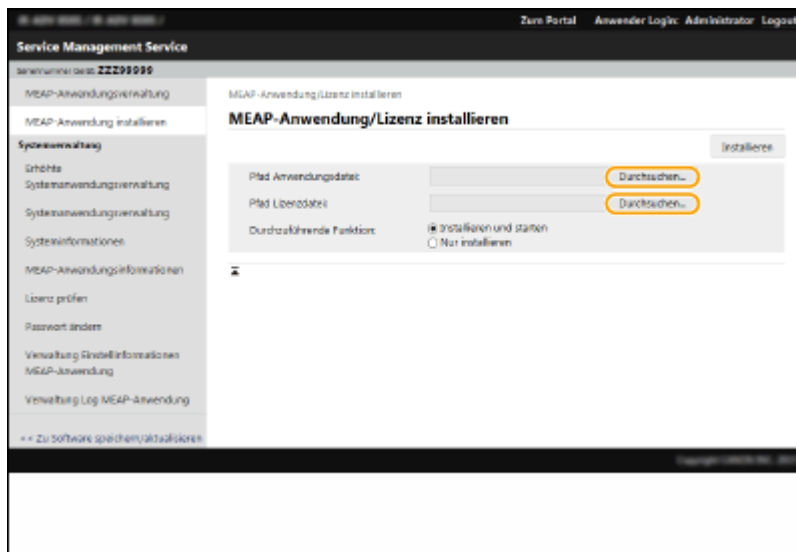 Zum Portal Anwender Login: Administrator Logout
Service Management Service
Seriennummer Gerät: ZZZ99999
MEAP-Anwendungsverwaltung
MEAP-Anwendung installieren
Systemverwaltung
Erhöhte
Systemanwendungsverwaltung
Systemanwendungsverwaltung
Systeminformationen
MEAP-Anwendungsinformationen
Lizenz prüfen
Passwort ändern
Verwaltung Einstellinformationen
MEAP-Anwendung
Verwaltung Log MEAP-Anwendung
<< Zu Software speichern/aktualisieren
MEAP-Anwendung/Lizenz installieren
MEAP-Anwendung/Lizenz installieren
Installieren
Pfad Anwendungsdatei: Durchsuchen...
Pfad Lizenzdatei: Durchsuchen...
Durchzuführende Funktion: Installieren und starten
Nur installieren